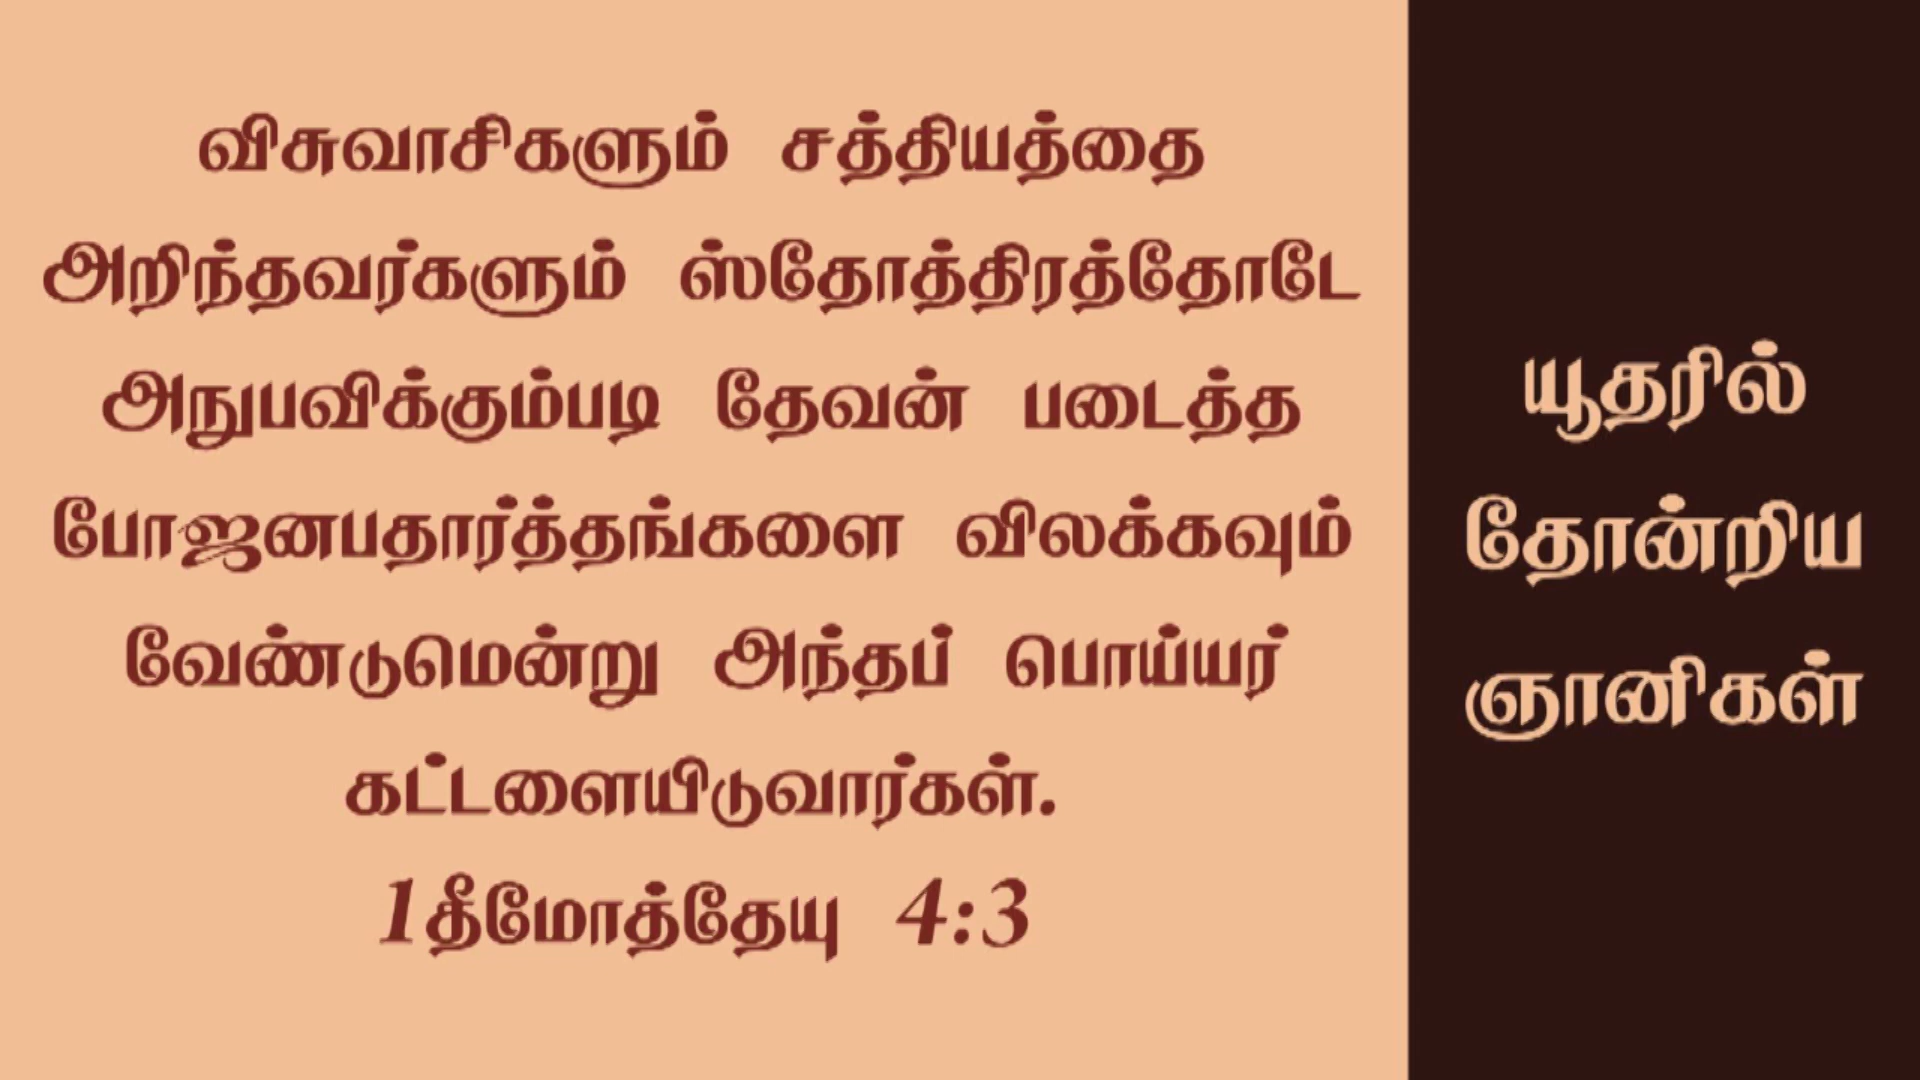 விசுவாசிகளும் சத்தியத்தை
அறிந்தவர்களும் ஸ்தோத்திரத்தோடே
அநுபவிக்கும்படி தேவன் படைத்த
போஜனபதார்த்தங்களை விலக்கவும்
வேண்டுமென்று அந்தப் பொய்யர்
கட்டளையிடுவார்கள்.
1தீமோத்தேயு 4:3
யூதரில்
தோன்றிய
ஞானிகள்